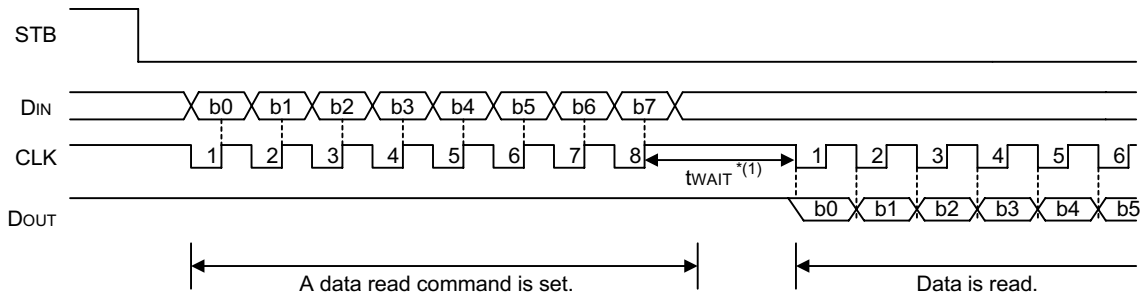 STB
DIN b0 b1 b2 b3 b4 b5 b6 b7
CLK 1 2 3 4 5 6 7 8 1 2 3 4 5 6
tWAIT *(1)
DOUT b0 b1 b2 b3 b4 b5
A data read command is set. Data is read.